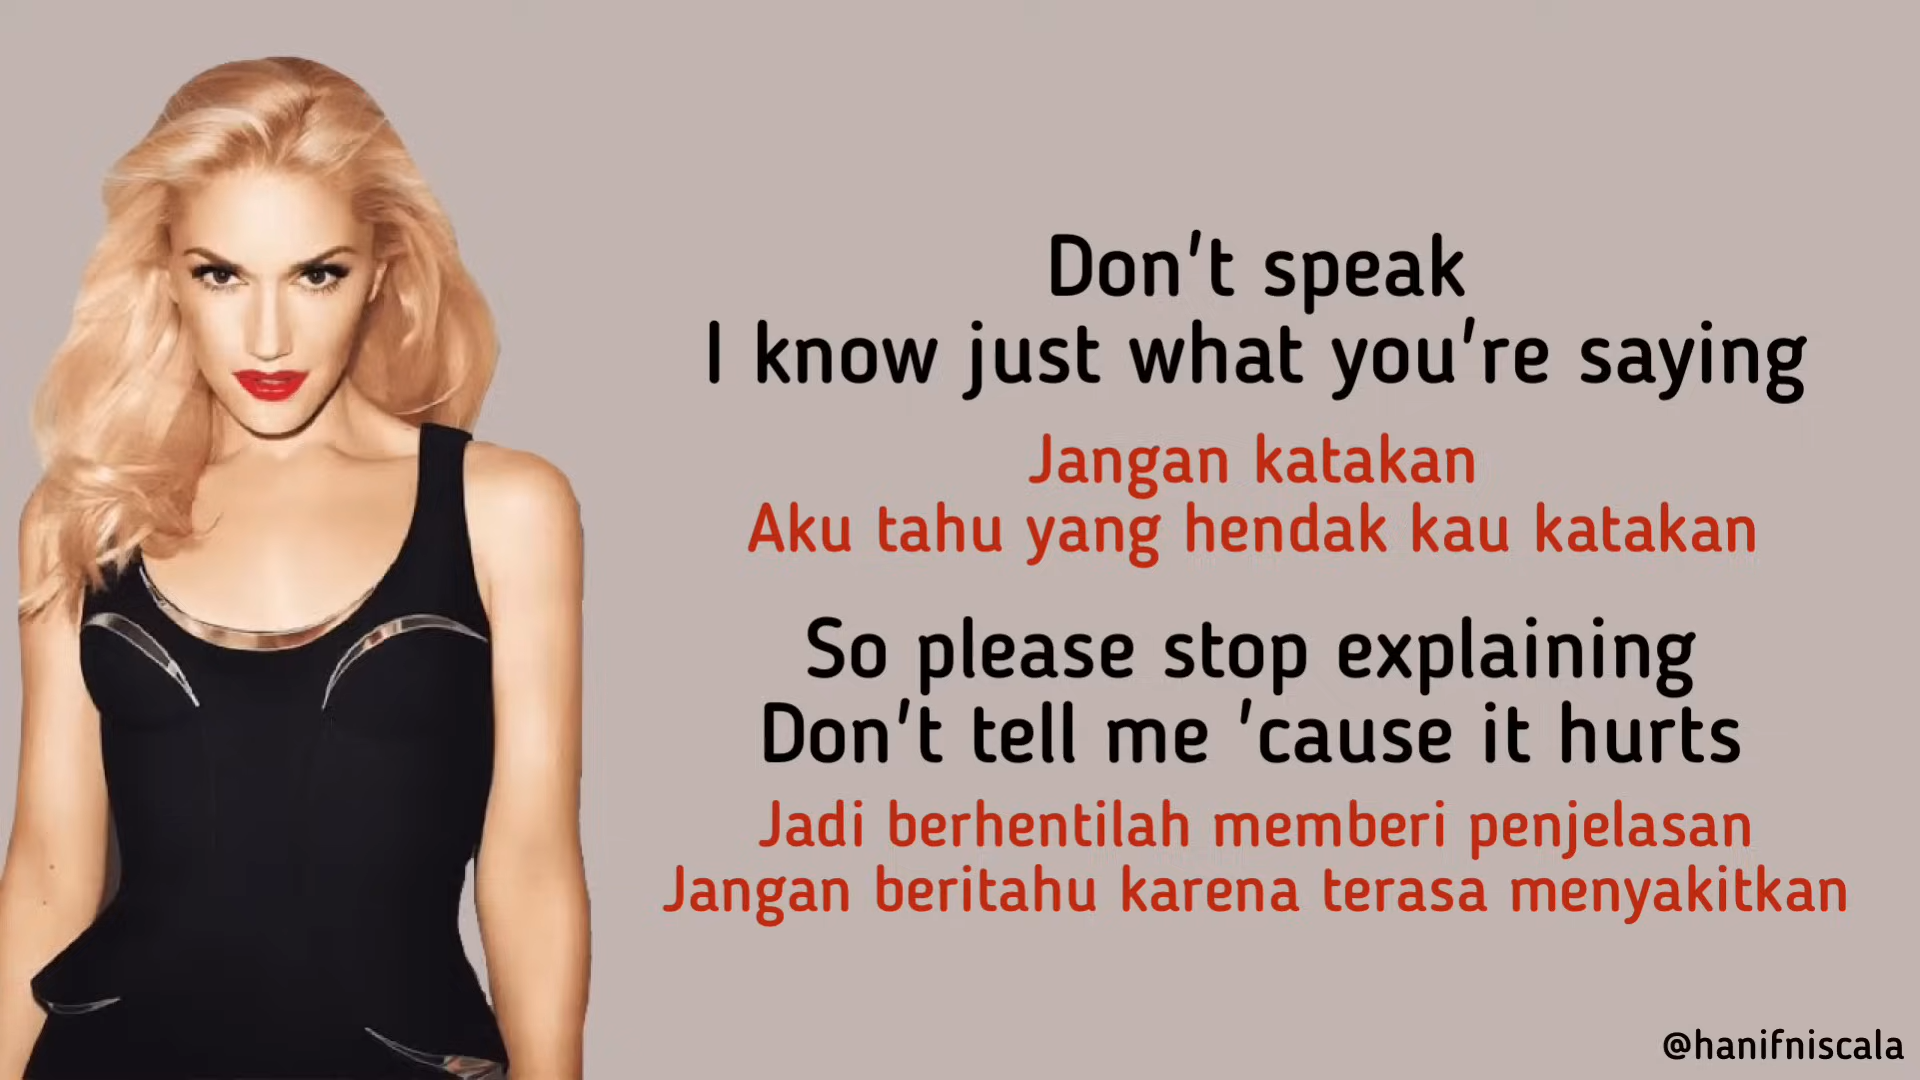 Don't speak
I know just what you're saying
Jangan katakan
Aku tahu yang hendak kau katakan
So please stop explaining
Don't tell me 'cause it hurts
Jadi berhentilah memberi penjelasan
Jangan beritahu karena terasa menyakitkan
@hanifniscala